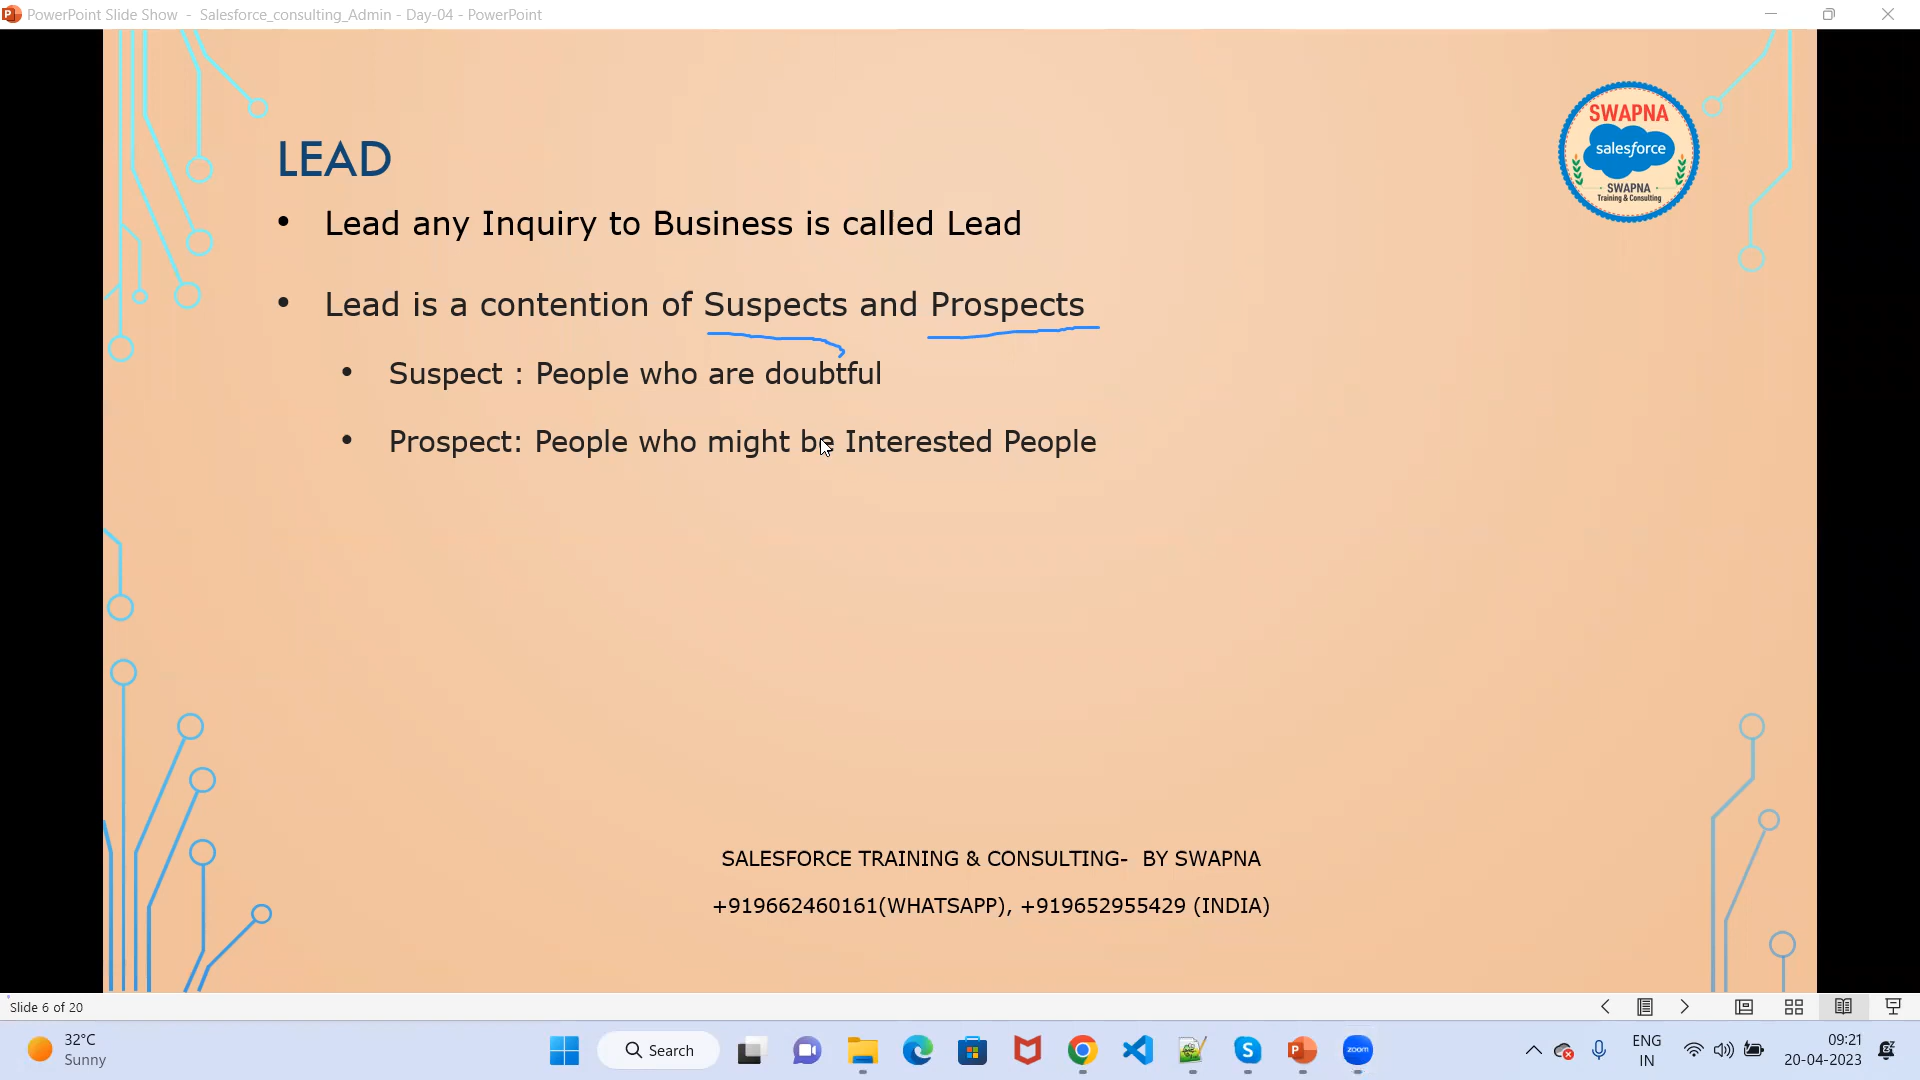 PowerPoint Slide Show - Salesforce_consulting_Admin - Day-04 - PowerPoint
SWAPNA
salesforce
SWAPNA
Training & Consulting
LEAD
• Lead any Inquiry to Business is called Lead
• Lead is a contention of Suspects and Prospects
• Suspect : People who are doubtful
• Prospect: People who might be Interested People
SALESFORCE TRAINING & CONSULTING- BY SWAPNA
+919662460161(WHATSAPP), +919652955429 (INDIA)
Slide 6 of 20
32°C
Sunny
Search
zoom
ENG
IN
09:21
20-04-2023